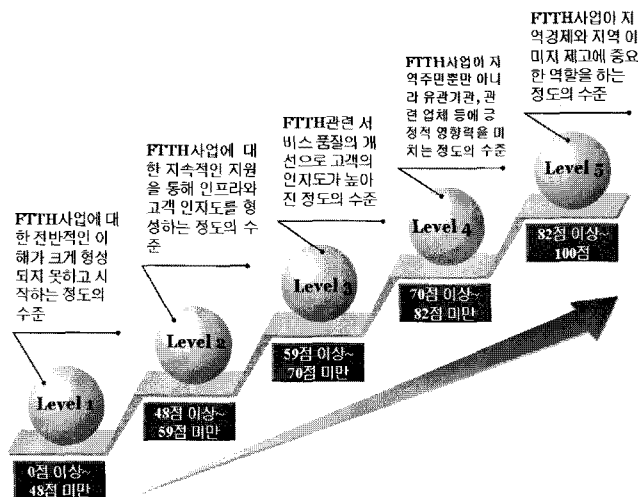 FTTH사업에 대
한 전반적인 이
해가 크게 형성
되지 못하고 시
작하는 정도의
수준
Level 1
0점 이상~
48점 미만
FTTH사업에 대
한 지속적인 지원
을 통해 인프라와
고객 인지도를 형
성하는 정도의 수
준
Level 2
48점 이상~
59점 미만
FTTH관련 서
비스 품질의 개
선으로 고객의
인지도가 높아
진 정도의 수준
Level 3
59점 이상~
70점 미만
FTTH사업이 지
역주민뿐만 아니
라 유관기관, 관
련 업체 등에 긍
정적 영향력을 미
치는 정도의 수준
Level 4
70점 이상~
82점 미만
FTTH사업이 지
역경제와 지역 이
미지 제고에 중요
한 역할을 하는
정도의 수준
Level 5
82점 이상~
100점